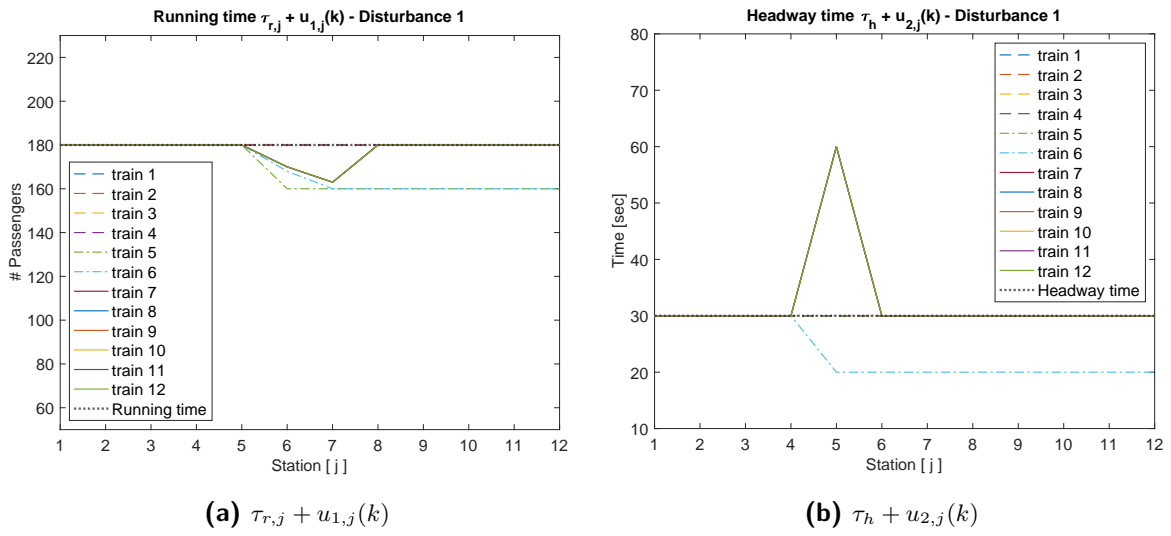 Running time τr,j + u1,j(k) - Disturbance 1
220
200
180
160
140
120
100
80
60
# Passengers
train 1
train 2
train 3
train 4
train 5
train 6
train 7
train 8
train 9
train 10
train 11
train 12
Running time
1 2 3 4 5 6 7 8 9 10 11 12
Station [ j ]
(a) τr,j + u1,j(k)
Headway time τh + u2,j(k) - Disturbance 1
80
70
60
50
40
30
20
10
Time [sec]
train 1
train 2
train 3
train 4
train 5
train 6
train 7
train 8
train 9
train 10
train 11
train 12
Headway time
1 2 3 4 5 6 7 8 9 10 11 12
Station [ j ]
(b) τh + u2,j(k)